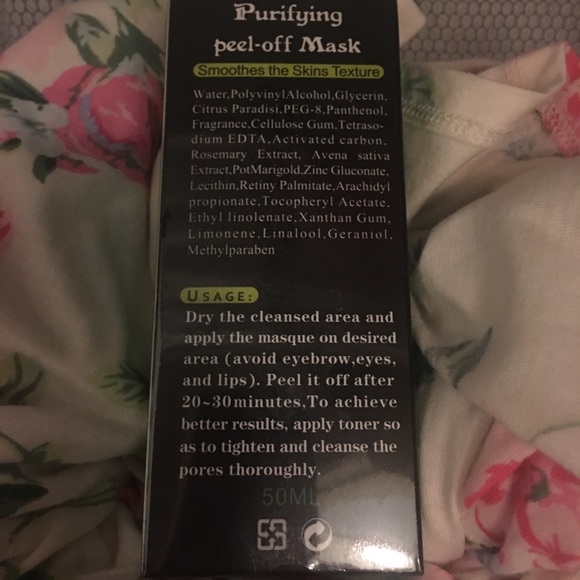 Purifying
peel-off Mask
Smoothes the Skins Texture
Water,PolyvinylAlcohol,Glycerin,
Citrus Paradisi,PEG-8,Panthenol,
Fragrance,Cellulose Gum,Tetraso-
dium EDTA,Activated carbon,
Rosemary Extract, Avena sativa
Extract,PotMarigold,Zinc Gluconate,
Lecithin,Retiny Palmitate,Arachidyl
propionate,Tocopheryl Acetate,
Ethyl linolenate,Xanthan Gum,
Limonene,Linalool,Geraniol,
Methylparaben
USAGE:
Dry the cleansed area and
apply the masque on desired
area (avoid eyebrow,eyes,
and lips). Peel it off after
20~30minutes,To achieve
better results, apply toner so
as to tighten and cleanse the
pores thoroughly.
50ML